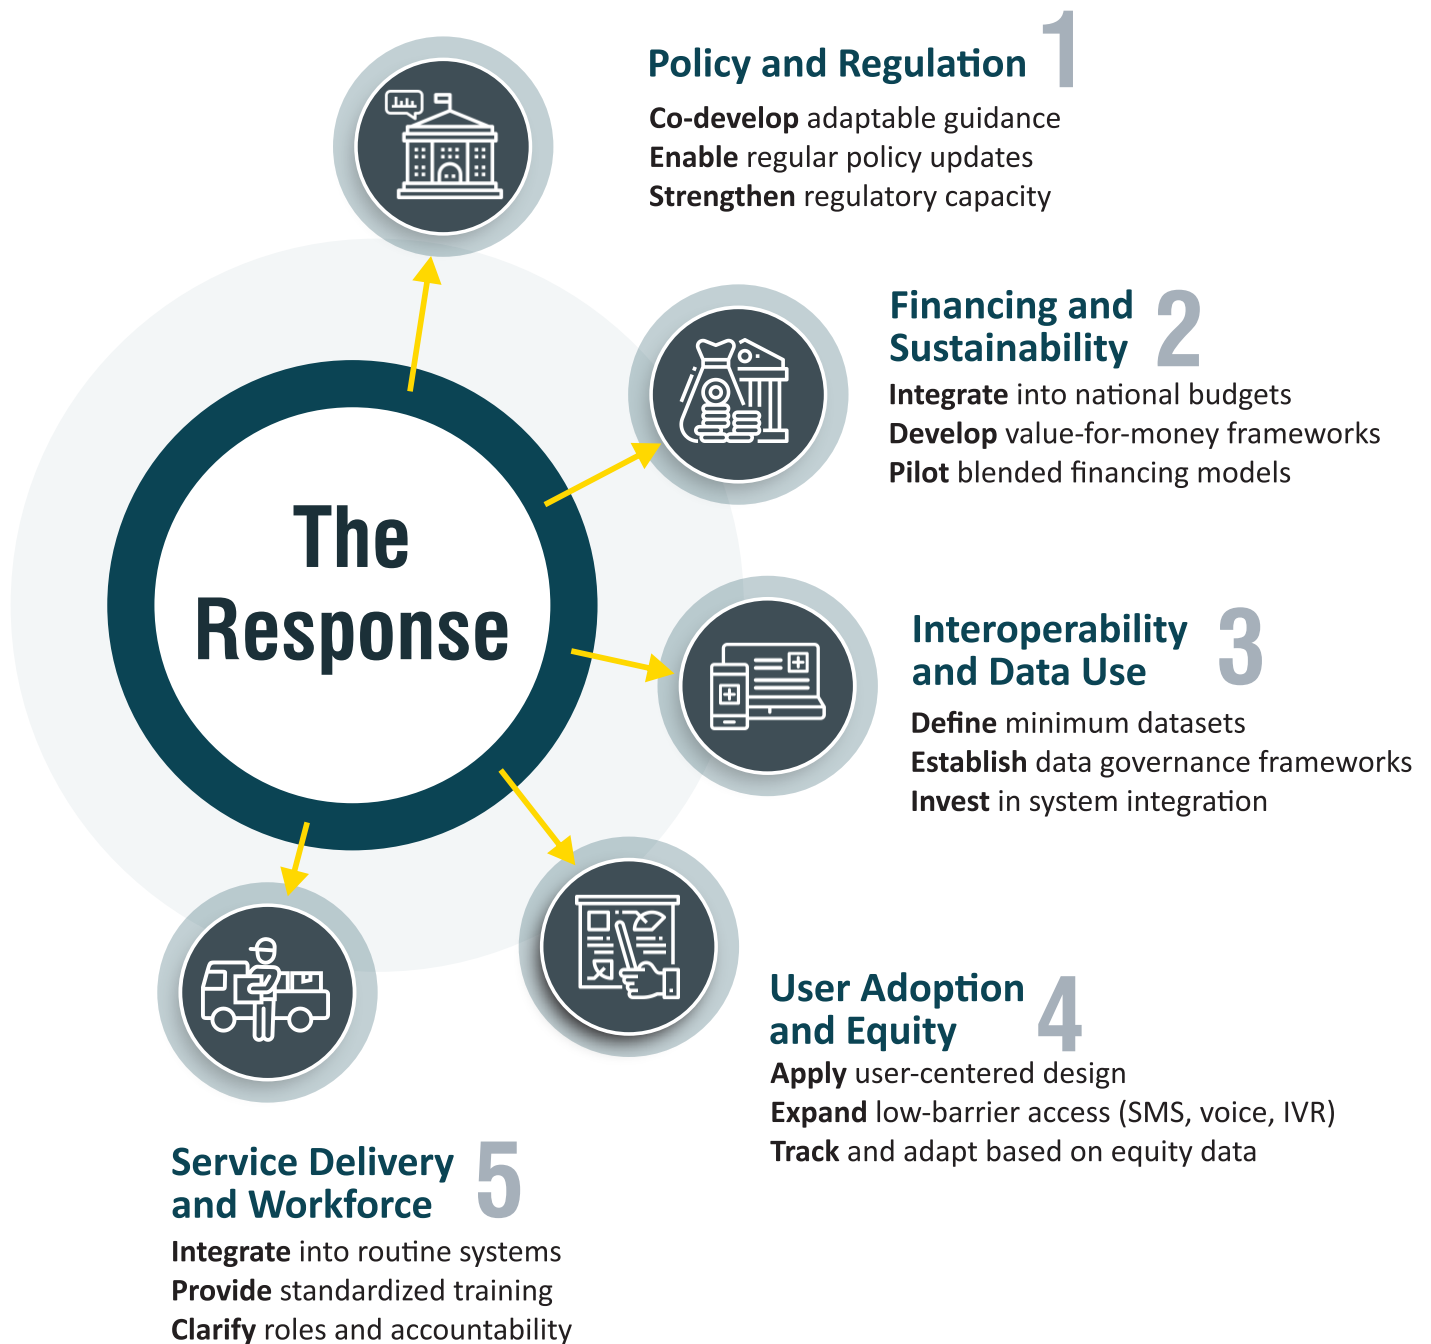 The
Response
Policy and Regulation 1
Co-develop adaptable guidance
Enable regular policy updates
Strengthen regulatory capacity
Financing and
Sustainability 2
Integrate into national budgets
Develop value-for-money frameworks
Pilot blended financing models
Interoperability
and Data Use 3
Define minimum datasets
Establish data governance frameworks
Invest in system integration
User Adoption
and Equity 4
Apply user-centered design
Expand low-barrier access (SMS, voice, IVR)
Track and adapt based on equity data
Service Delivery
and Workforce 5
Integrate into routine systems
Provide standardized training
Clarify roles and accountability